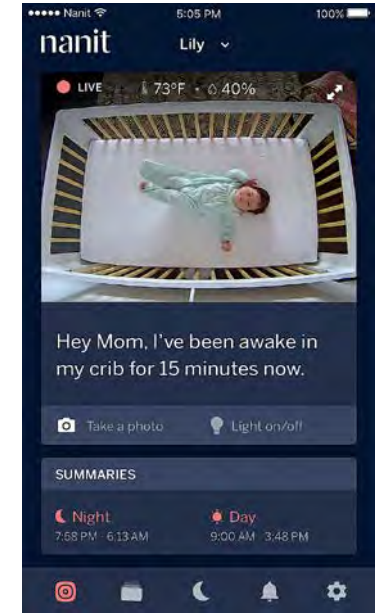 Nanit 5:05 PM 100%
nanit Lily
LIVE 73°F • 40%
Hey Mom, I've been awake in
my crib for 15 minutes now.
Take a photo Light on/off
SUMMARIES
Night Day
7:58 PM - 6:13 AM 9:00 AM - 3:48 PM